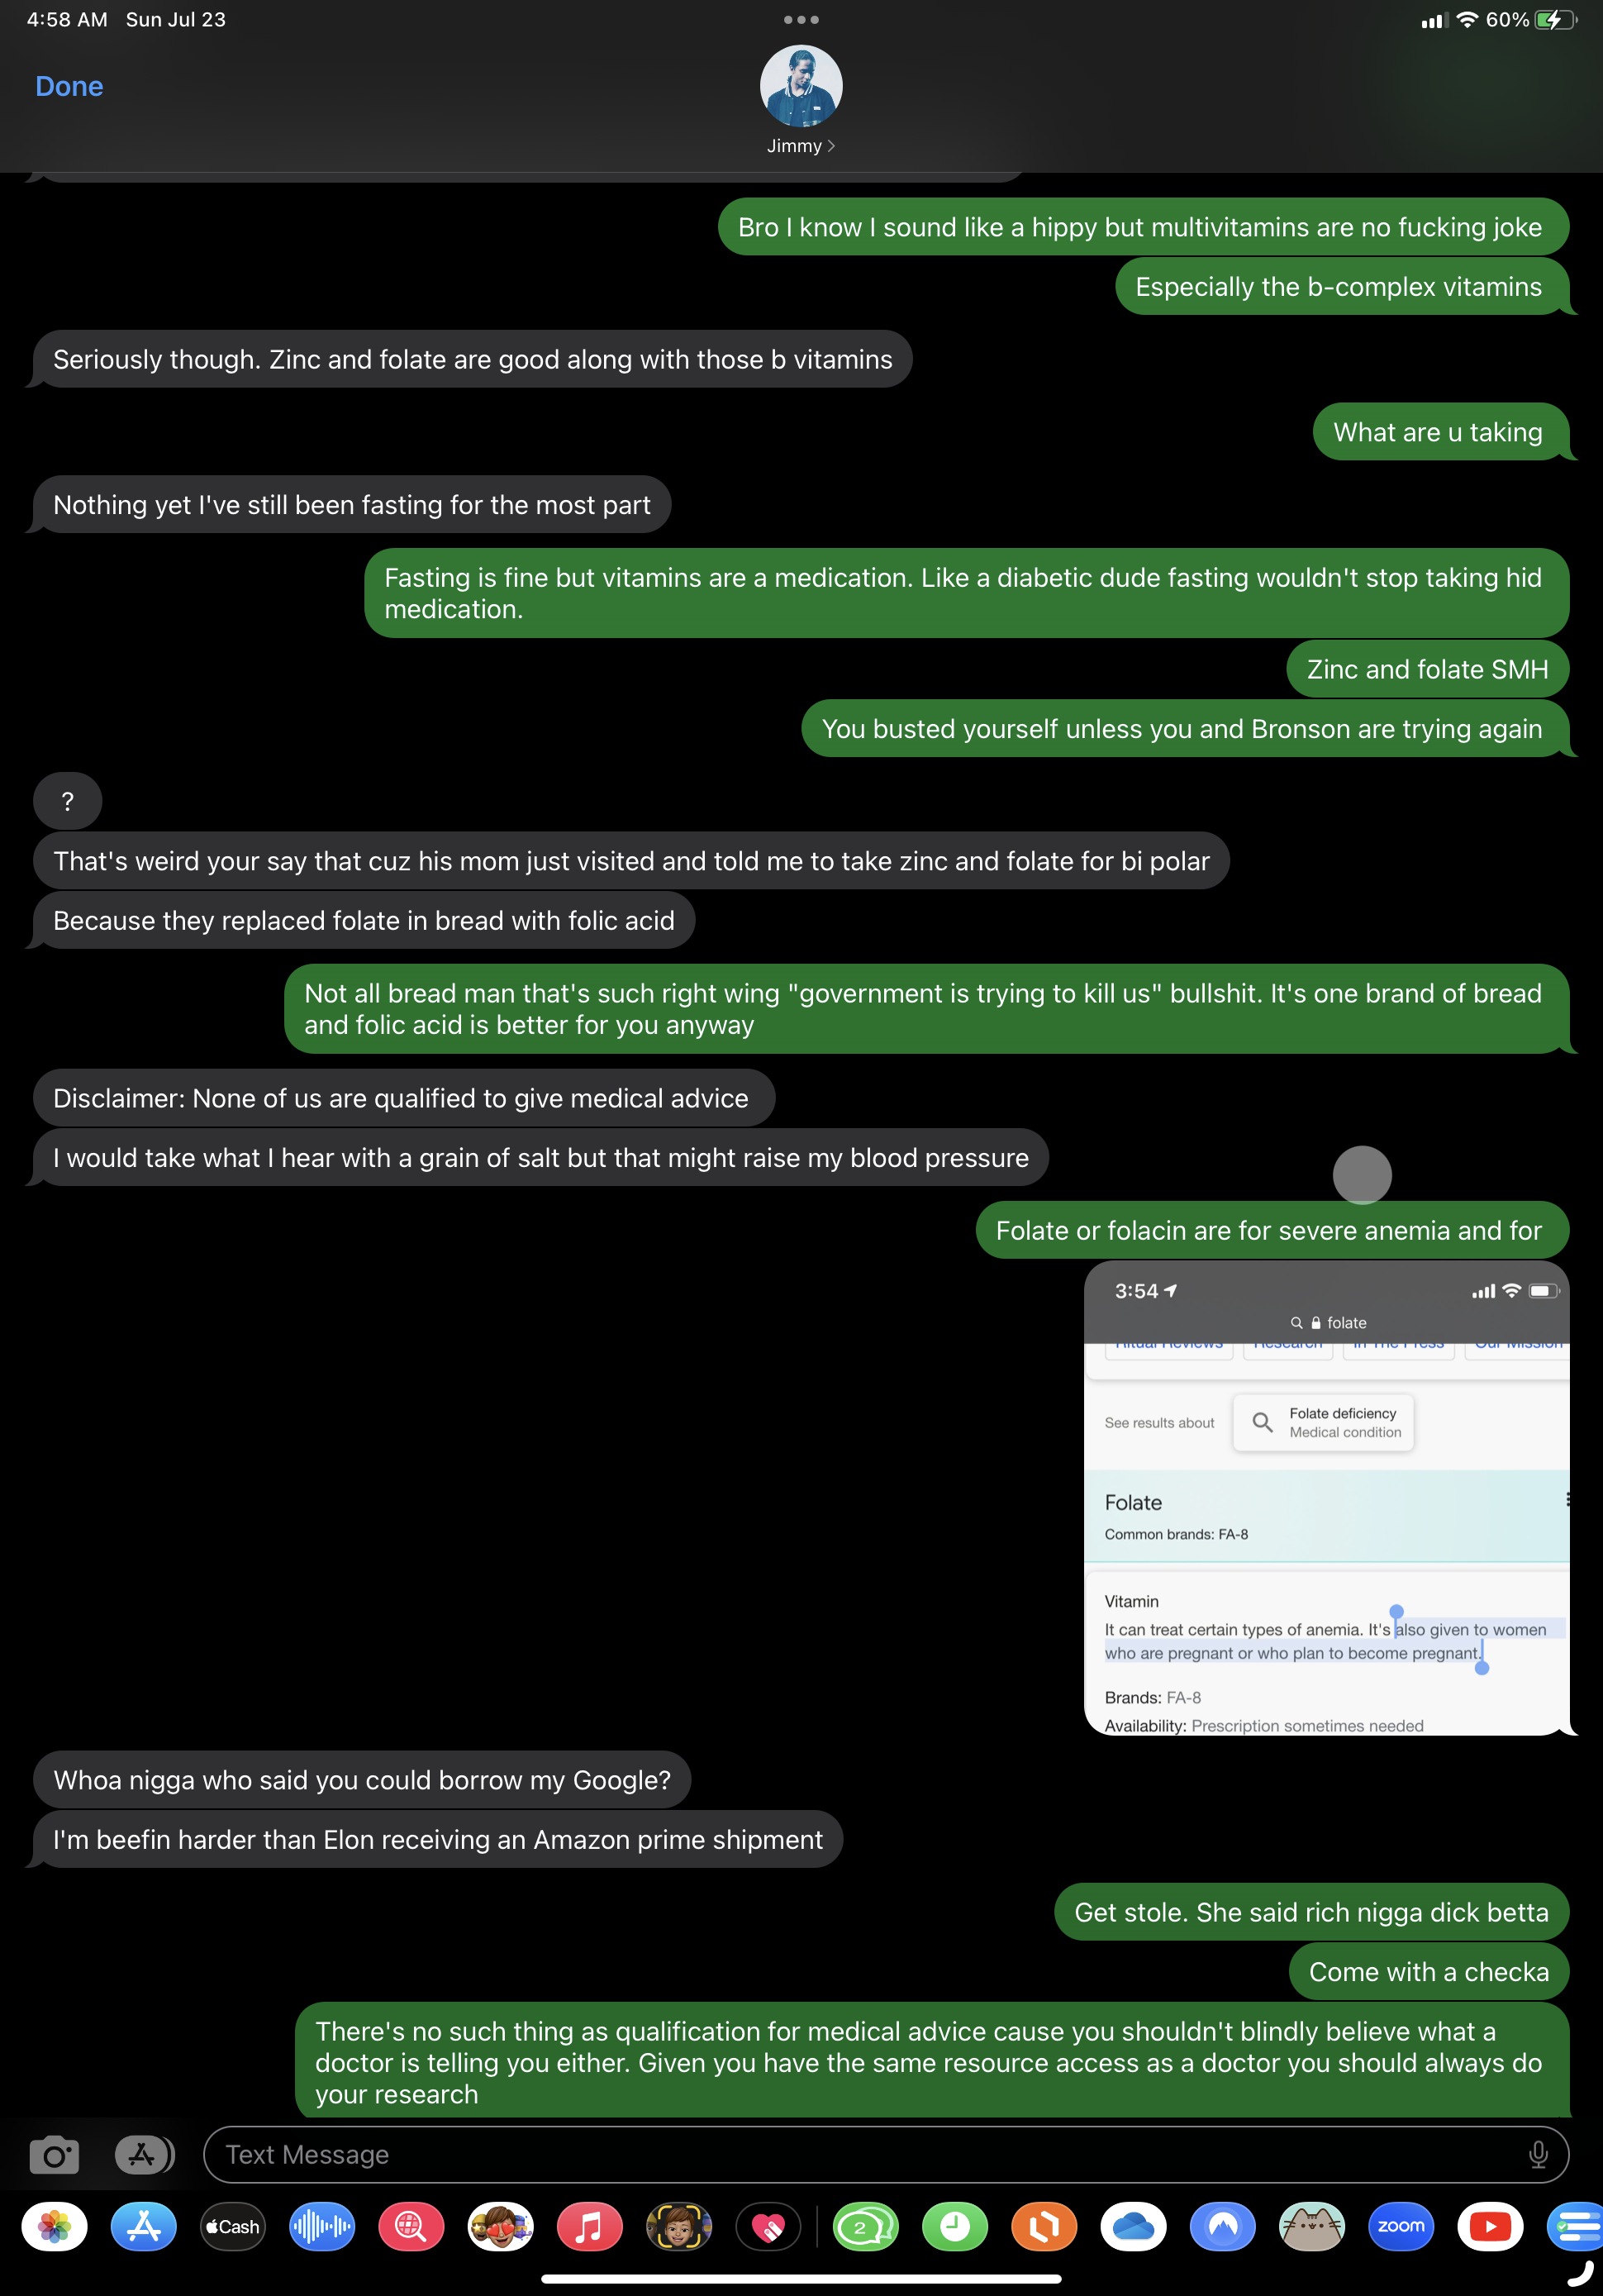 4:58 AM Sun Jul 23
60%
Done
Jimmy
Bro I know I sound like a hippy but multivitamins are no fucking joke
Especially the b-complex vitamins
Seriously though. Zinc and folate are good along with those b vitamins
What are u taking
Nothing yet I've still been fasting for the most part
Fasting is fine but vitamins are a medication. Like a diabetic dude fasting wouldn't stop taking hid
medication.
Zinc and folate SMH
You busted yourself unless you and Bronson are trying again
?
That's weird your say that cuz his mom just visited and told me to take zinc and folate for bi polar
Because they replaced folate in bread with folic acid
Not all bread man that's such right wing "government is trying to kill us" bullshit. It's one brand of bread
and folic acid is better for you anyway
Disclaimer: None of us are qualified to give medical advice
I would take what I hear with a grain of salt but that might raise my blood pressure
Folate or folacin are for severe anemia and for
3:54
folate
Ritual Reviews Research In The Press Our Mission
See results about
Folate deficiency
Medical condition
Folate
Common brands: FA-8
Vitamin
It can treat certain types of anemia. It's also given to women
who are pregnant or who plan to become pregnant.
Brands: FA-8
Availability: Prescription sometimes needed
Whoa nigga who said you could borrow my Google?
I'm beefin harder than Elon receiving an Amazon prime shipment
Get stole. She said rich nigga dick betta
Come with a checka
There's no such thing as qualification for medical advice cause you shouldn't blindly believe what a
doctor is telling you either. Given you have the same resource access as a doctor you should always do
your research
Text Message
Cash
2
zoom